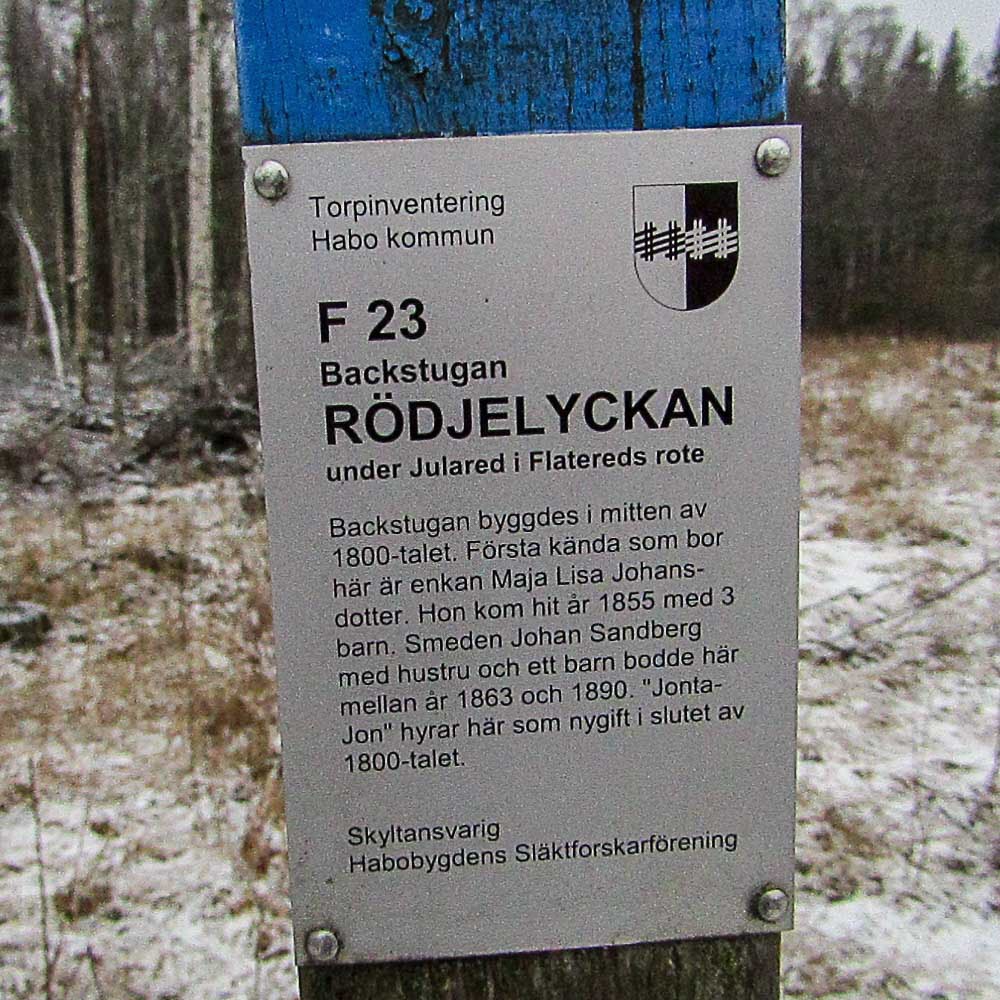 Torpinventering
Habo kommun
F 23
Backstugan
RÖDJELYCKAN
under Julared i Flatereds rote
Backstugan byggdes i mitten av
1800-talet. Första kända som bor
här är enkan Maja Lisa Johans-
dotter. Hon kom hit år 1855 med 3
barn. Smeden Johan Sandberg
med hustru och ett barn bodde här
mellan år 1863 och 1890. "Jonta-
Jon" hyrar här som nygift i slutet av
1800-talet.
Skyltansvarig
Habobygdens Släktforskarförening